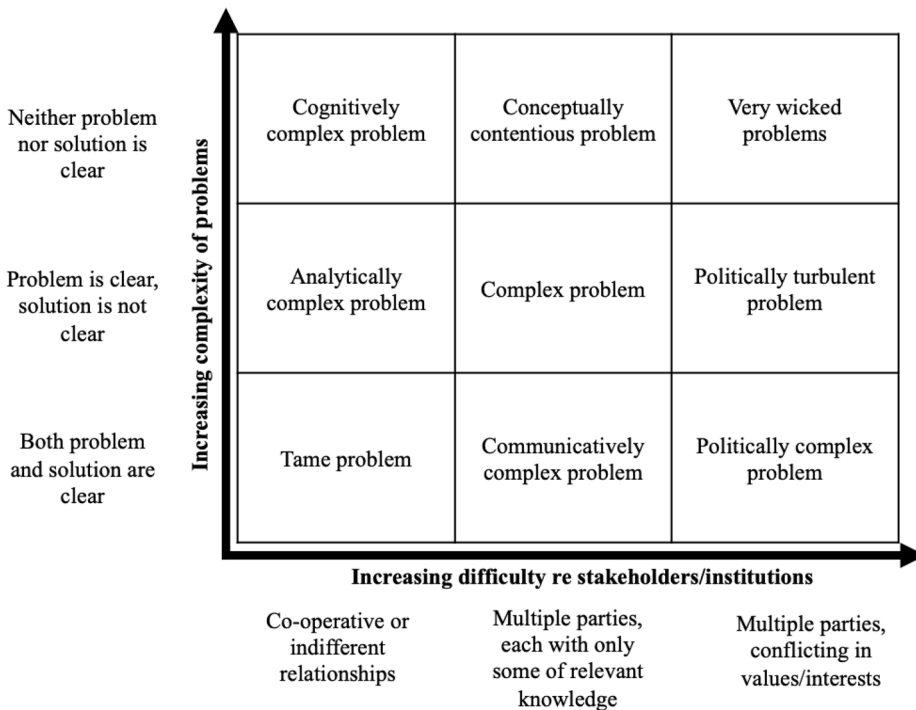 Neither problem
nor solution is
clear
Cognitively
complex problem
Conceptually
contentious problem
Very wicked
problems
Increasing complexity of problems
Problem is clear,
solution is not
clear
Analytically
complex problem
Complex problem
Politically turbulent
problem
Both problem
and solution are
clear
Tame problem
Communicatively
complex problem
Politically complex
problem
Increasing difficulty re stakeholders/institutions
Co-operative or
indifferent
relationships
Multiple parties,
each with only
some of relevant
knowledge
Multiple parties,
conflicting in
values/interests